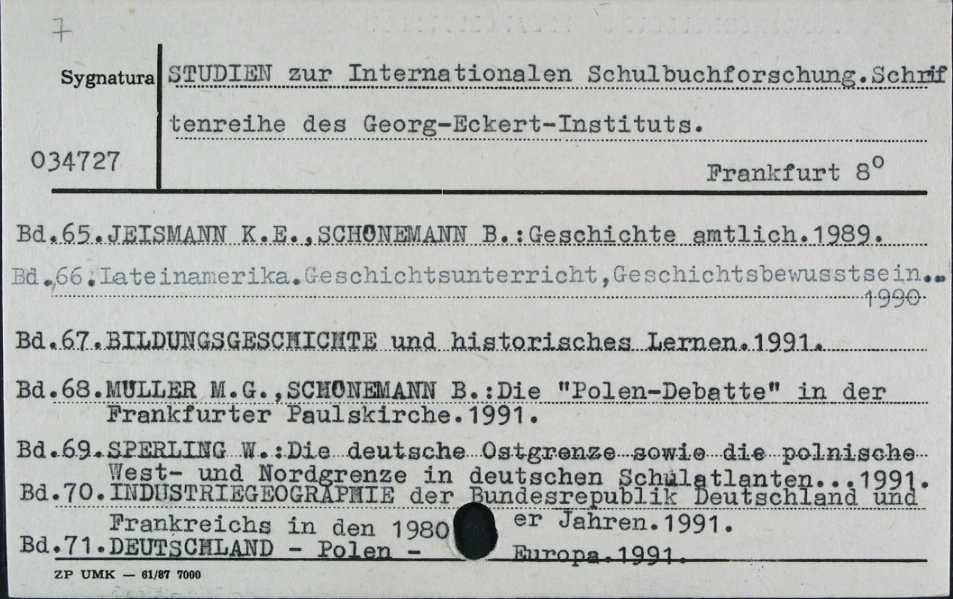 7
Sygnatura STUDIEN zur Internationalen Schulbuchforschung.Schrif
tenreihe des Georg-Eckert-Instituts.
034727
Frankfurt 8º
Bd.65.JEISMANN K.E.,SCHONEMANN B.:Geschichte amtlich.1989.
Bd.66.Lateinamerika.Geschichtsunterricht,Geschichtsbewusstsein...
1990
Bd.67.BILDUNGSGESCHICHTE und historisches Lernen.1991.
Bd.68.MULLER M.G.,SCHONEMANN B.:Die "Polen-Debatte" in der
Frankfurter Paulskirche.1991.
Bd.69.SPERLING W.:Die deutsche Ostgrenze sowie die polnische
West- und Nordgrenze in deutschen Schulatlanten...1991.
Bd.70.INDUSTRIEGEOGRAPHIE der Bundesrepublik Deutschland und
Frankreichs in den 1980 er Jahren.1991.
Bd.71.DEUTSCHLAND - Polen - Europa.1991.
ZP UMK — 61/87 7000